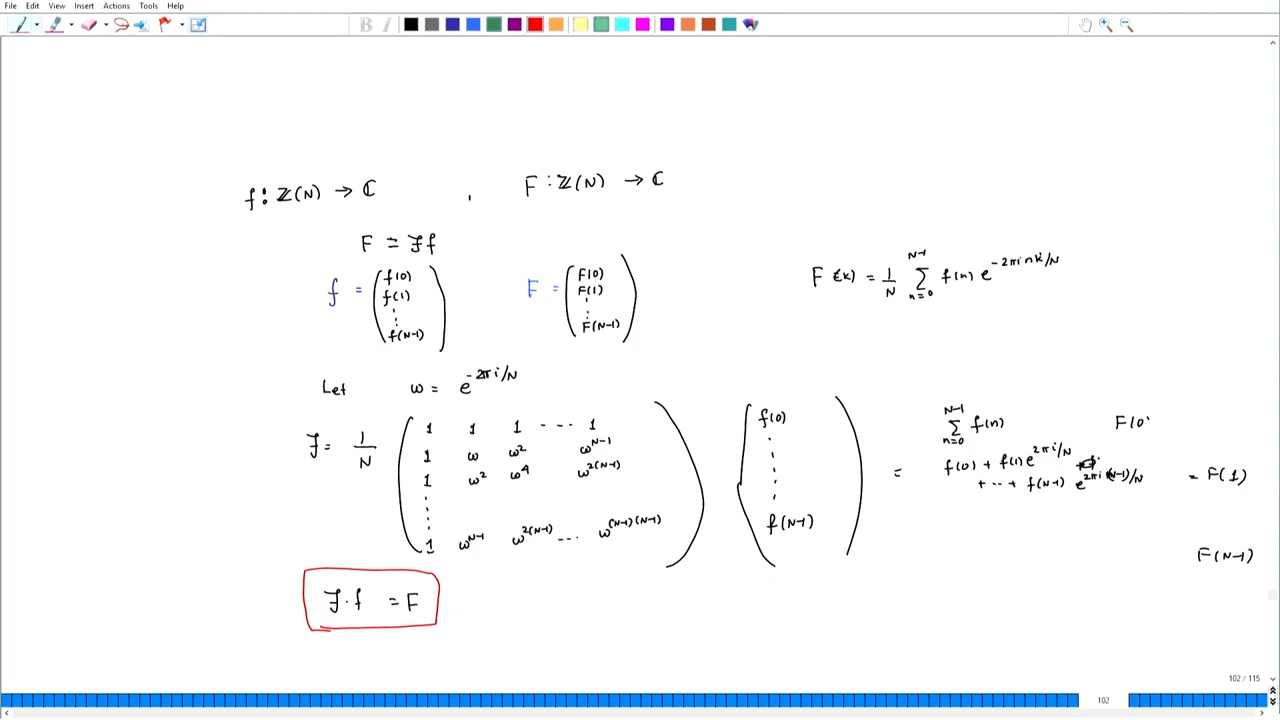 File Edit View Insert Actions Tools Help
B I
f : ℤ(N) → ℂ , F : ℤ(N) → ℂ
F = ℱf
f = (f(0) f(1) ⋮ f(N-1)) F = (F(0) F(1) ⋮ F(N-1)) F(k) = 1/N Σ_{n=0}^{N-1} f(n) e^{-2πink/N}
Let ω = e^{-2πi/N}
ℱ = 1/N
1 1 1 --- 1
1 ω ω² ω^{N-1}
1 ω² ω⁴ ω^{2(N-1)}
⋮
1 ω^{N-1} ω^{2(N-1)} ... ω^{(N-1)(N-1)}
f(0)
⋮
f(N-1)
=
Σ_{n=0}^{N-1} f(n) F(0)
f(0) + f(1)e^{2πi/N}
+ -- + f(N-1) e^{2πi(N-1)/N} = F(1)
F(N-1)
ℱ·f = F
102 / 115
102